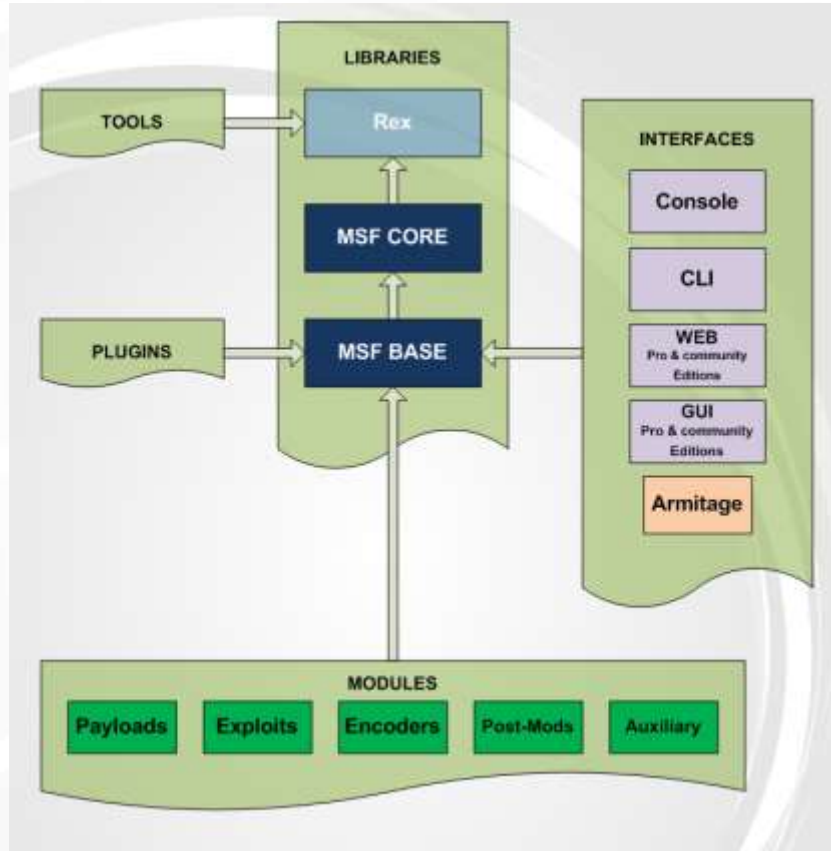 LIBRARIES
Rex
MSF CORE
MSF BASE
TOOLS
PLUGINS
INTERFACES
Console
CLI
WEB
Pro & community
Editions
GUI
Pro & community
Editions
Armitage
MODULES
Payloads
Exploits
Encoders
Post-Mods
Auxiliary